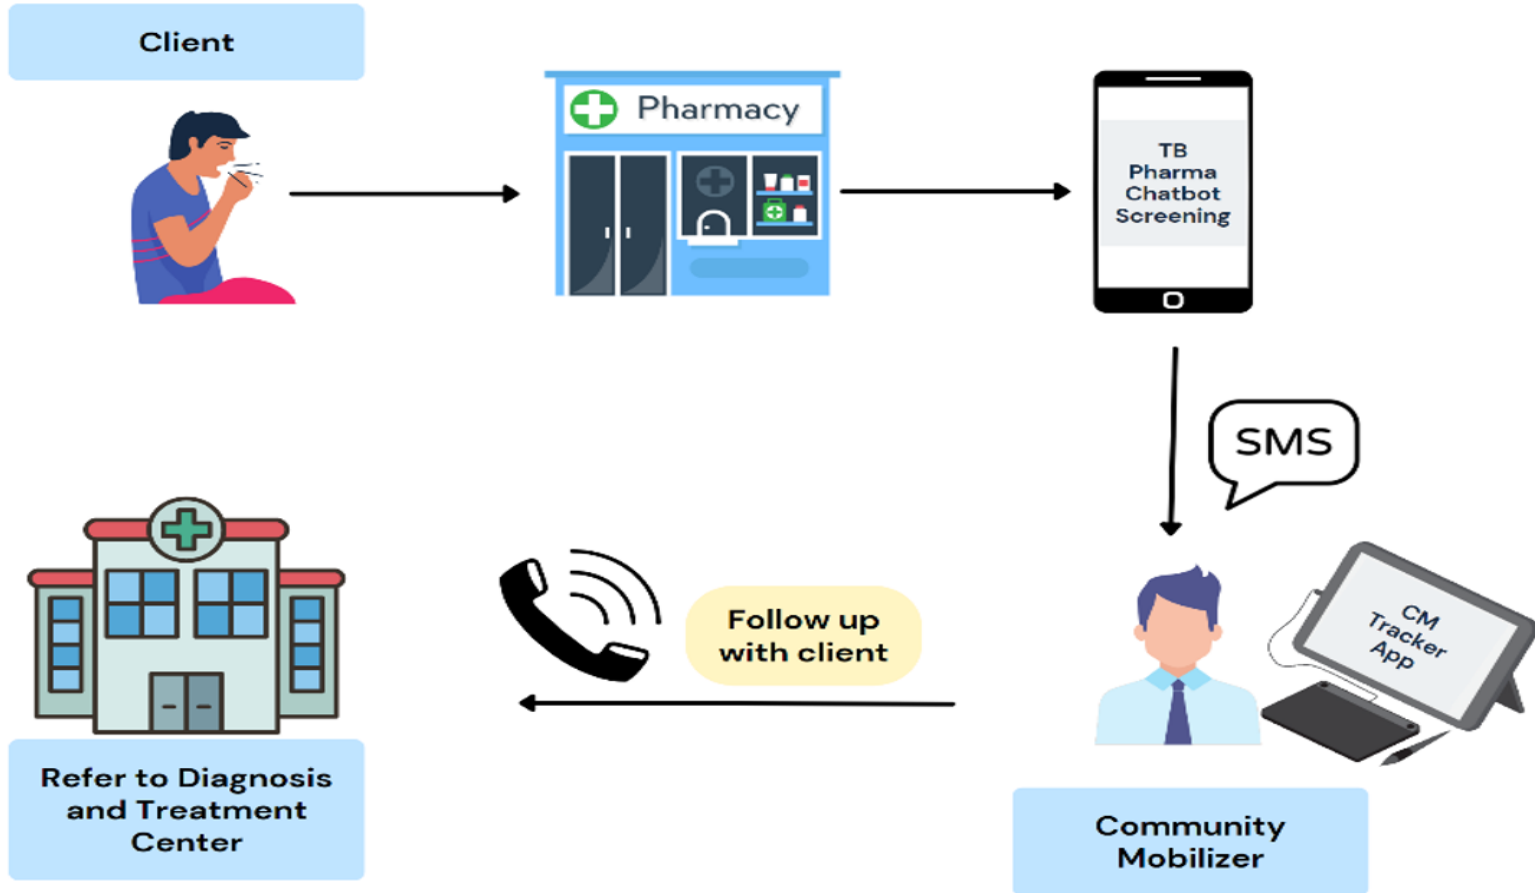 Client
Pharmacy
TB
Pharma
Chatbot
Screening
SMS
Follow up
with client
CM
Tracker
App
Refer to Diagnosis
and Treatment
Center
Community
Mobilizer